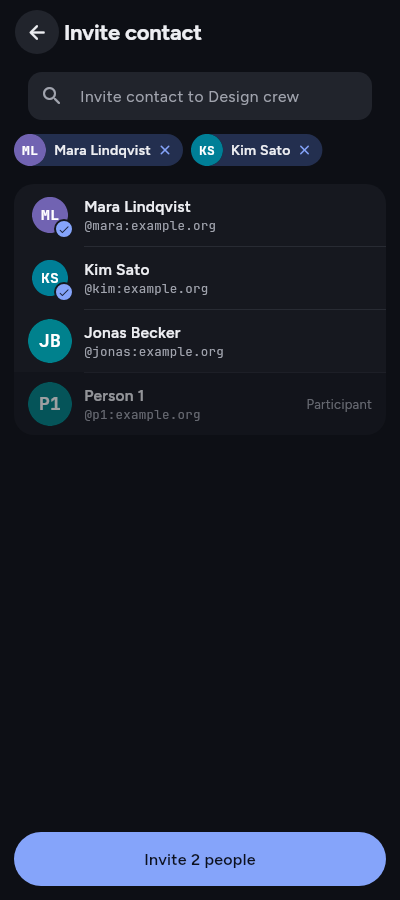 Invite contact
Invite contact to Design crew
ML Mara Lindqvist KS Kim Sato
ML Mara Lindqvist
@mara:example.org
KS Kim Sato
@kim:example.org
JB Jonas Becker
@jonas:example.org
P1 Person 1
@p1:example.org
Participant
Invite 2 people